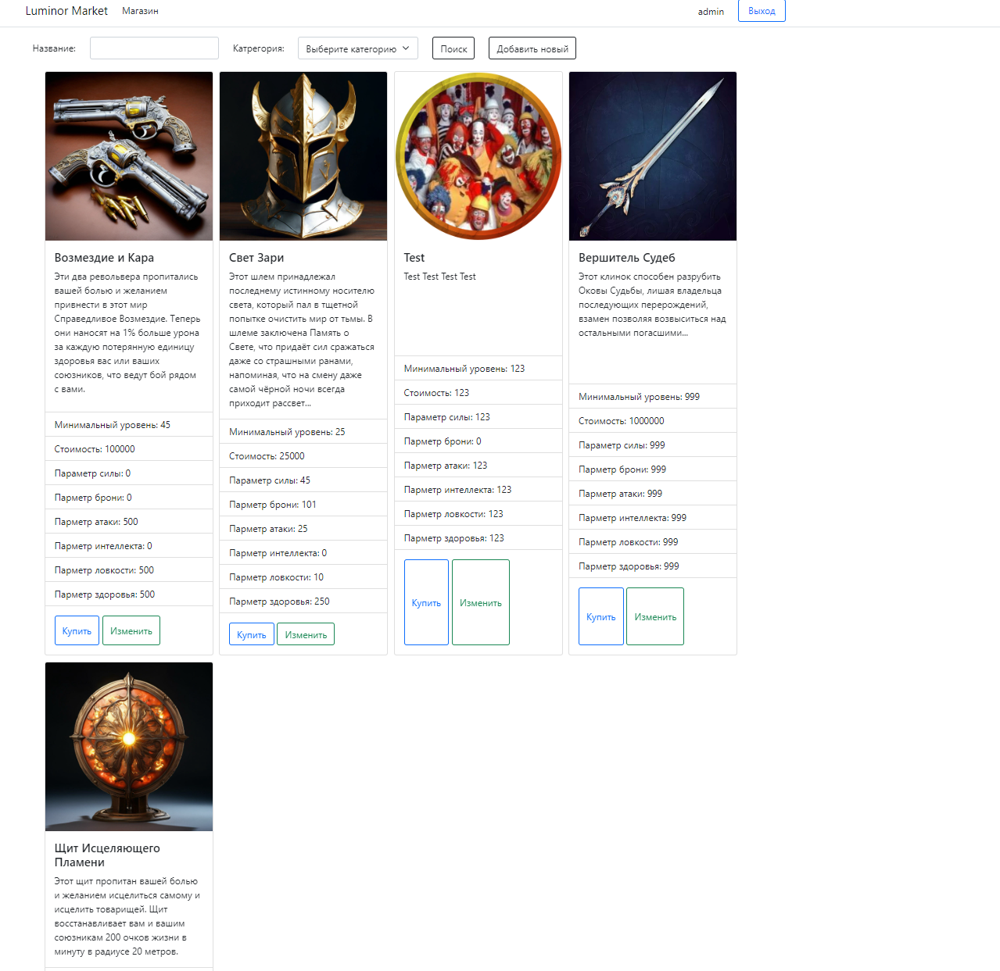 Luminor Market Магазин admin Выход
Название: Катрегория: Выберите категорию Поиск Добавить новый
Возмездие и Кара
Эти два револьвера пропитались
вашей болью и желанием
привнести в этот мир
Справедливое Возмездие. Теперь
они наносят на 1% больше урона
за каждую потерянную единицу
здоровья вас или ваших
союзников, что ведут бой рядом
с вами.
Минимальный уровень: 45
Стоимость: 100000
Параметр силы: 0
Парметр брони: 0
Парметр атаки: 500
Парметр интеллекта: 0
Парметр ловкости: 500
Парметр здоровья: 500
Купить Изменить
Свет Зари
Этот шлем принадлежал
последнему истинному носителю
света, который пал в тщетной
попытке очистить мир от тьмы. В
шлеме заключена Память о
Свете, что придаёт сил сражаться
даже со страшными ранами,
напоминая, что на смену даже
самой чёрной ночи всегда
приходит рассвет...
Минимальный уровень: 25
Стоимость: 25000
Параметр силы: 45
Парметр брони: 101
Парметр атаки: 25
Парметр интеллекта: 0
Парметр ловкости: 10
Парметр здоровья: 250
Купить Изменить
Test
Test Test Test Test
Минимальный уровень: 123
Стоимость: 123
Параметр силы: 123
Парметр брони: 0
Парметр атаки: 123
Парметр интеллекта: 123
Парметр ловкости: 123
Парметр здоровья: 123
Купить Изменить
Вершитель Судеб
Этот клинок способен разрубить
Оковы Судьбы, лишая владельца
последующих перерождений,
взамен позволяя возвыситься над
остальными погасшими...
Минимальный уровень: 999
Стоимость: 1000000
Параметр силы: 999
Парметр брони: 999
Парметр атаки: 999
Парметр интеллекта: 999
Парметр ловкости: 999
Парметр здоровья: 999
Купить Изменить
Щит Исцеляющего
Пламени
Этот щит пропитан вашей болью
и желанием исцелиться самому и
исцелить товарищей. Щит
восстанавливает вам и вашим
союзникам 200 очков жизни в
минуту в радиусе 20 метров.